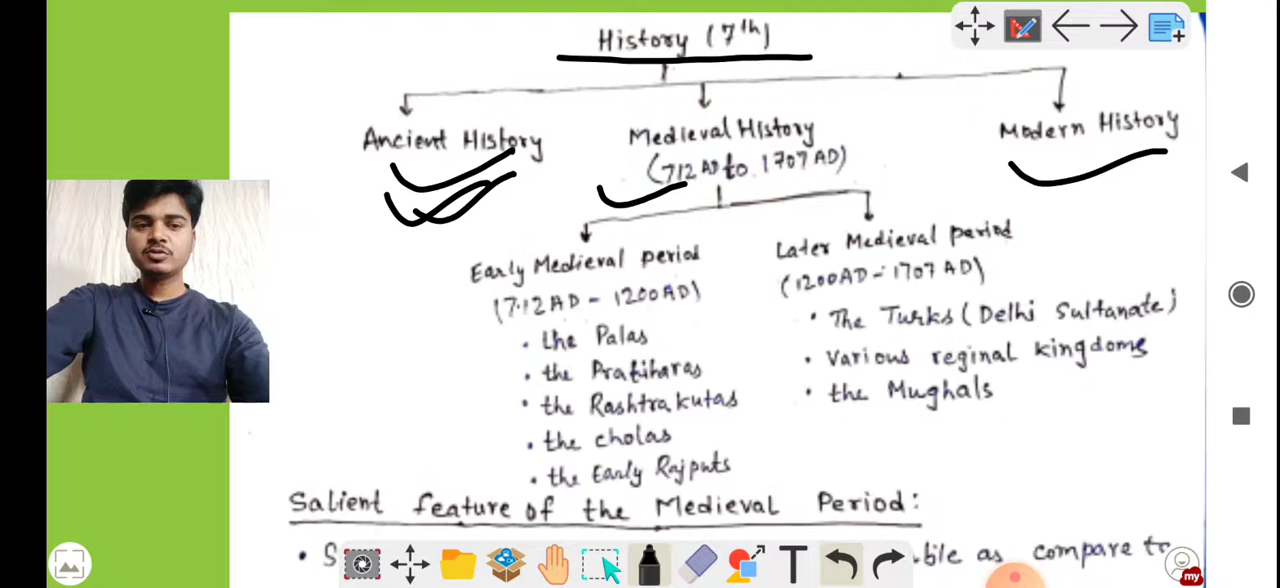 History (7th)
Ancient History
Medieval History
Modern History
(712 AD to 1707 AD)
Early Medieval period
Later Medieval period
(712 AD - 1200 AD)
(1200 AD - 1707 AD)
• the Palas
• the Pratiharas
• the Rashtrakutas
• the cholas
• the Early Rajputs
• The Turks (Delhi Sultanate)
• Various reginal kingdoms
• the Mughals
Salient feature of the Medieval Period:
• S
as compare to
T
my